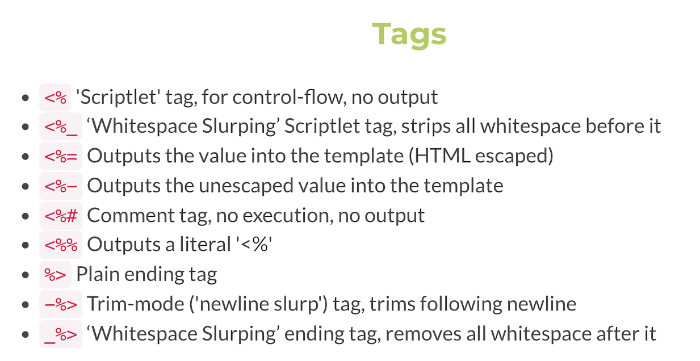 Tags
<% 'Scriptlet' tag, for control-flow, no output
<%_ ‘Whitespace Slurping’ Scriptlet tag, strips all whitespace before it
<%= Outputs the value into the template (HTML escaped)
<%- Outputs the unescaped value into the template
<%# Comment tag, no execution, no output
<%% Outputs a literal '<%'
%> Plain ending tag
-%> Trim-mode ('newline slurp') tag, trims following newline
_%> ‘Whitespace Slurping’ ending tag, removes all whitespace after it